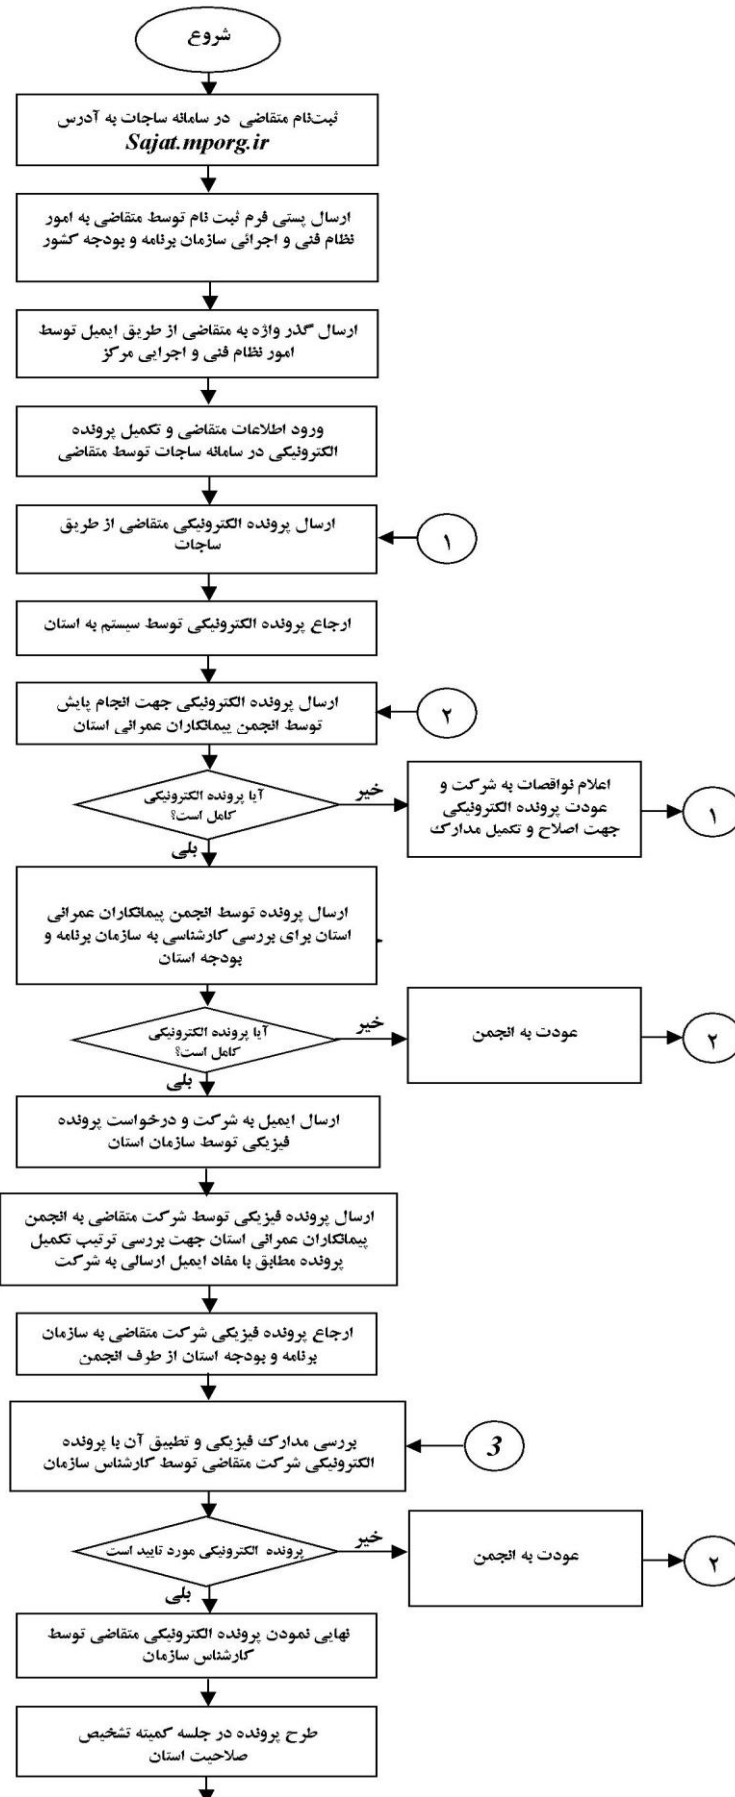 شروع
ثبت‌نام متقاضی در سامانه ساجات به آدرس
Sajat.mporg.ir
ارسال پستی فرم ثبت نام توسط متقاضی به امور
نظام فنی و اجرائی سازمان برنامه و بودجه کشور
ارسال گذر واژه به متقاضی از طریق ایمیل توسط
امور نظام فنی و اجرایی مرکز
ورود اطلاعات متقاضی و تکمیل پرونده
الکترونیکی در سامانه ساجات توسط متقاضی
ارسال پرونده الکترونیکی متقاضی از طریق
ساجات
۱
ارجاع پرونده الکترونیکی توسط سیستم به استان
ارسال پرونده الکترونیکی جهت انجام پایش
توسط انجمن پیمانکاران عمرانی استان
۲
آیا پرونده الکترونیکی
کامل است؟
خیر
اعلام نواقصات به شرکت و
عودت پرونده الکترونیکی
جهت اصلاح و تکمیل مدارک
۱
بلی
ارسال پرونده توسط انجمن پیمانکاران عمرانی
استان برای بررسی کارشناسی به سازمان برنامه و
بودجه استان
آیا پرونده الکترونیکی
کامل است؟
خیر
عودت به انجمن
۲
بلی
ارسال ایمیل به شرکت و درخواست پرونده
فیزیکی توسط سازمان استان
ارسال پرونده فیزیکی توسط شرکت متقاضی به انجمن
پیمانکاران عمرانی استان جهت بررسی ترتیب تکمیل
پرونده مطابق با مفاد ایمیل ارسالی به شرکت
ارجاع پرونده فیزیکی شرکت متقاضی به سازمان
برنامه و بودجه استان از طرف انجمن
بررسی مدارک فیزیکی و تطبیق آن با پرونده
الکترونیکی شرکت متقاضی توسط کارشناس سازمان
3
پرونده الکترونیکی مورد تایید است
خیر
عودت به انجمن
۲
بلی
نهایی نمودن پرونده الکترونیکی متقاضی توسط
کارشناس سازمان
طرح پرونده در جلسه کمیته تشخیص
صلاحیت استان